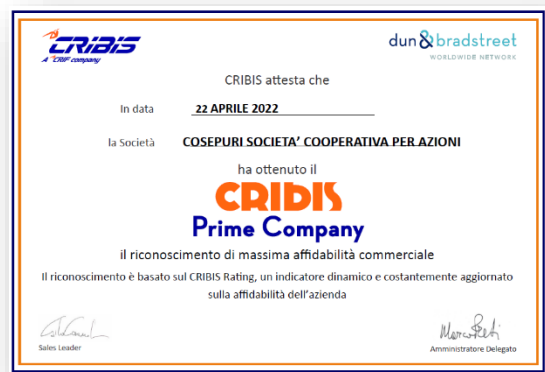 CRIBIS
A CRIF company
dun & bradstreet
WORLDWIDE NETWORK
CRIBIS attesta che
In data 22 APRILE 2022
la Società COSEPURI SOCIETA’ COOPERATIVA PER AZIONI
ha ottenuto il
CRIBIS
Prime Company
il riconoscimento di massima affidabilità commerciale
Il riconoscimento è basato sul CRIBIS Rating, un indicatore dinamico e costantemente aggiornato
sulla affidabilità dell’azienda
Sales Leader
Amministratore Delegato